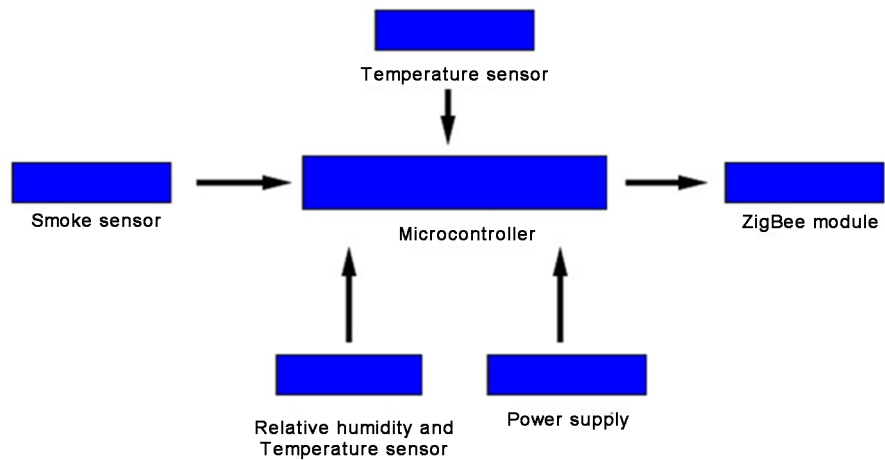 Temperature sensor
Smoke sensor
Microcontroller
ZigBee module
Relative humidity and
Temperature sensor
Power supply